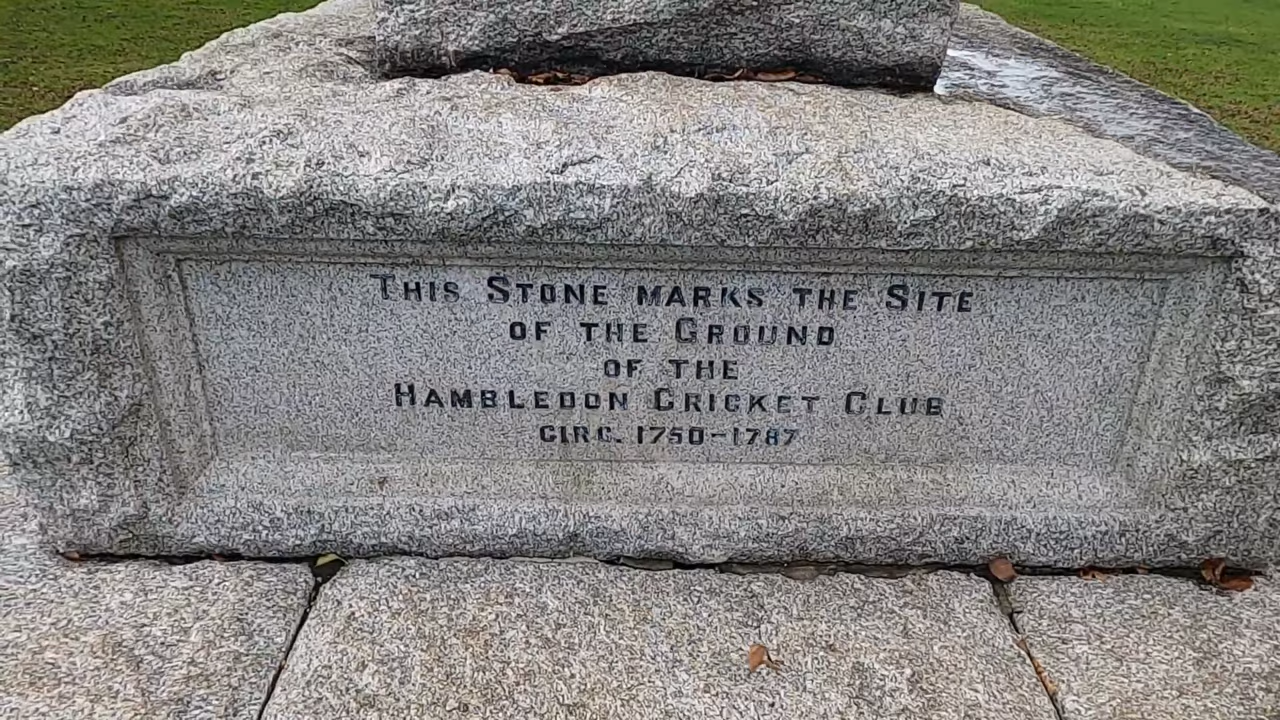 THIS STONE MARKS THE SITE
OF THE GROUND
OF THE
HAMBLEDON CRICKET CLUB
CIRC. 1750-1787